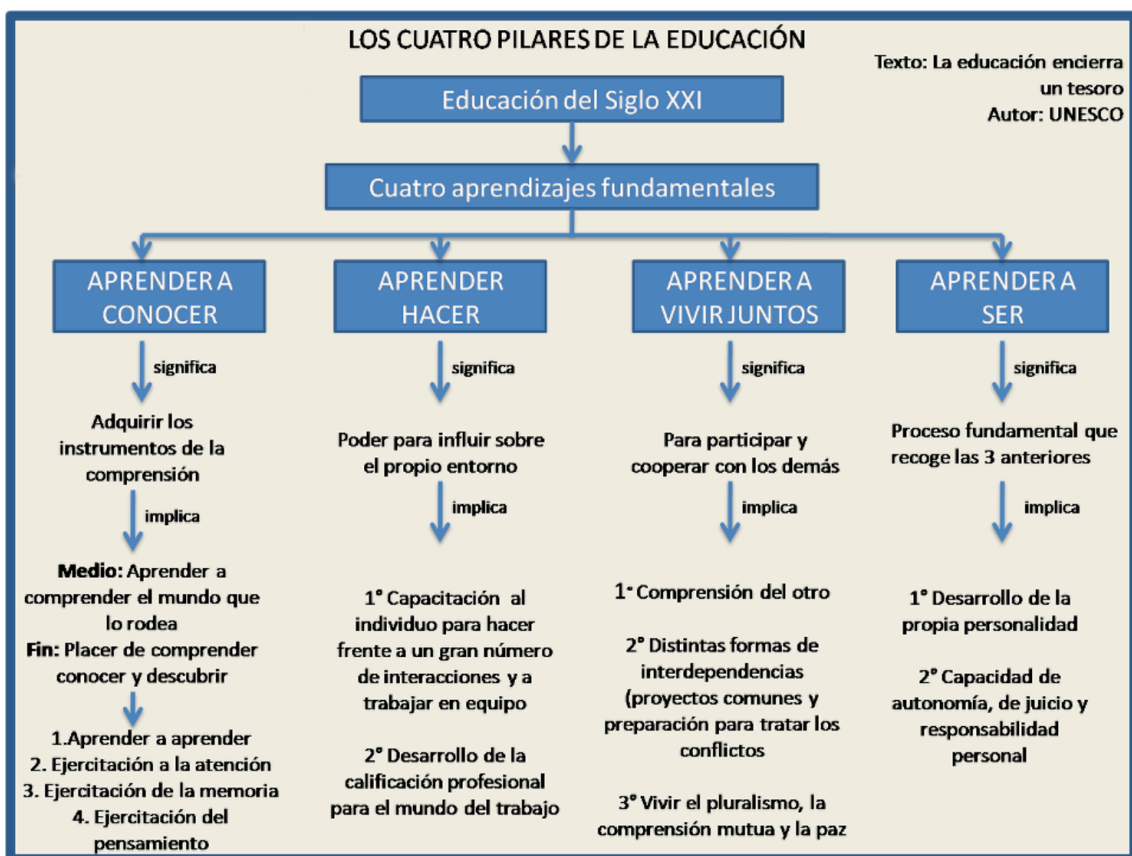 LOS CUATRO PILARES DE LA EDUCACIÓN
Texto: La educación encierra
un tesoro
Autor: UNESCO
Educación del Siglo XXI
Cuatro aprendizajes fundamentales
APRENDER A
CONOCER
significa
Adquirir los
instrumentos de la
comprensión
implica
Medio: Aprender a
comprender el mundo que
lo rodea
Fin: Placer de comprender
conocer y descubrir
1.Aprender a aprender
2. Ejercitación a la atención
3. Ejercitación de la memoria
4. Ejercitación del
pensamiento
APRENDER
HACER
significa
Poder para influir sobre
el propio entorno
implica
1° Capacitación al
individuo para hacer
frente a un gran número
de interacciones y a
trabajar en equipo
2° Desarrollo de la
calificación profesional
para el mundo del trabajo
APRENDER A
VIVIR JUNTOS
significa
Para participar y
cooperar con los demás
implica
1° Comprensión del otro
2° Distintas formas de
interdependencias
(proyectos comunes y
preparación para tratar los
conflictos
3° Vivir el pluralismo, la
comprensión mutua y la paz
APRENDER A
SER
significa
Proceso fundamental que
recoge las 3 anteriores
implica
1° Desarrollo de la
propia personalidad
2° Capacidad de
autonomía, de juicio y
responsabilidad
personal